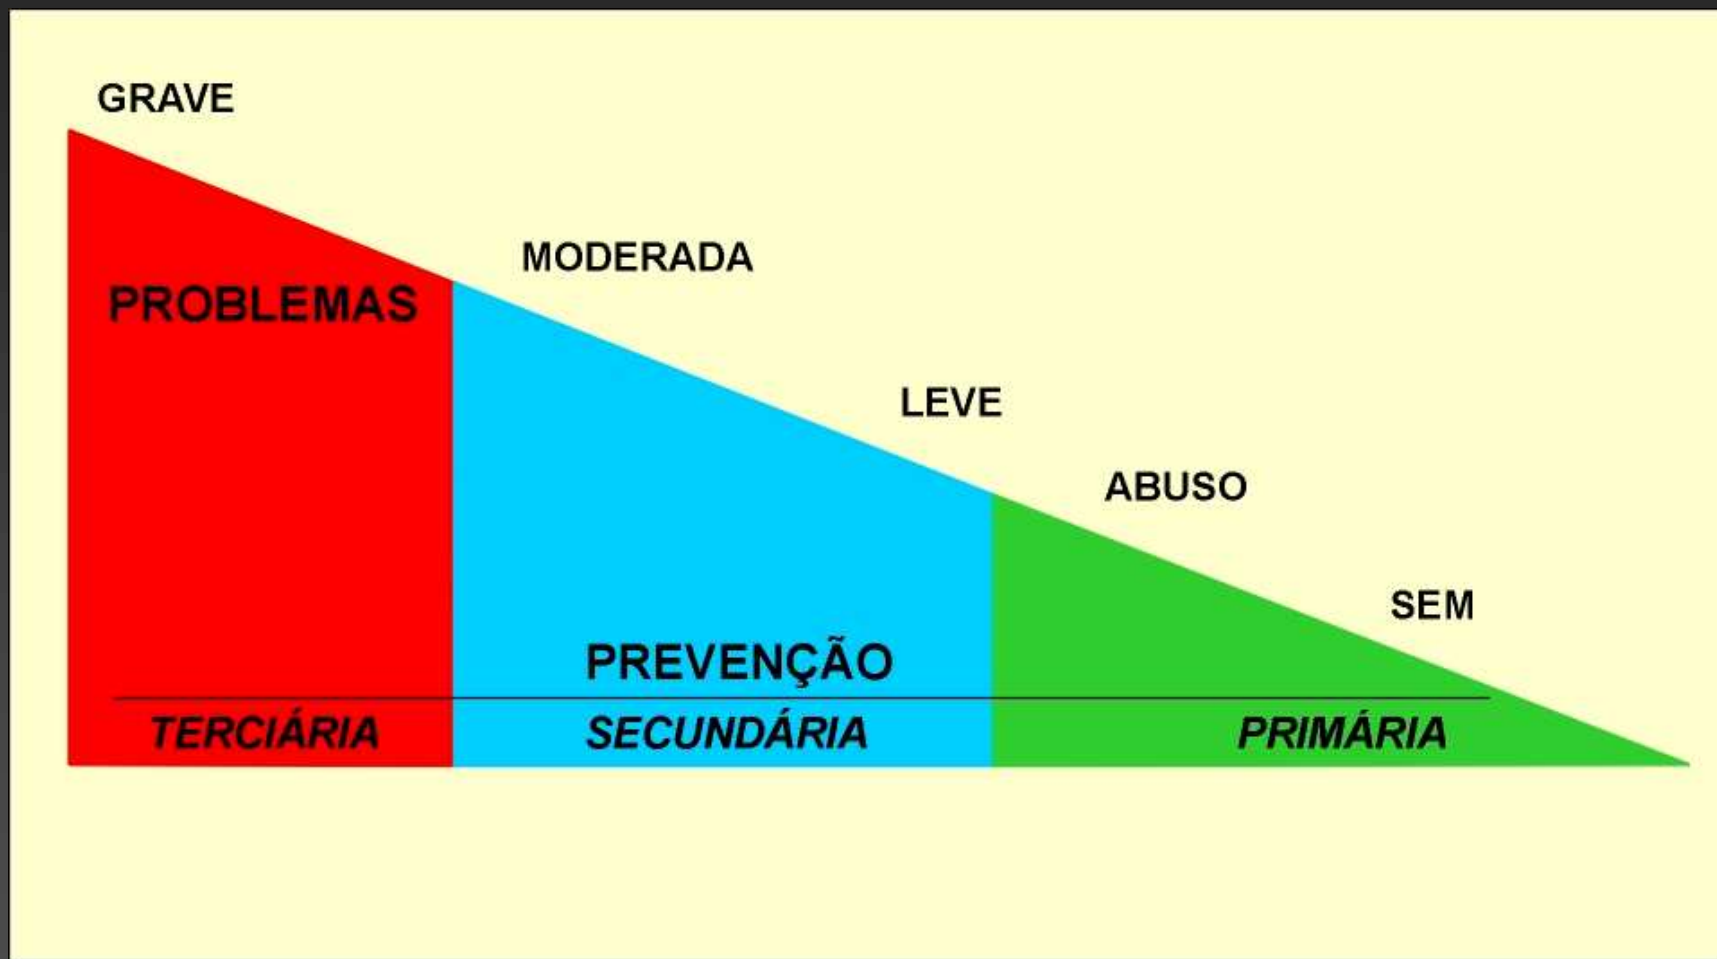 GRAVE
MODERADA
PROBLEMAS
LEVE
ABUSO
SEM
PREVENÇÃO
TERCIÁRIA SECUNDÁRIA PRIMÁRIA